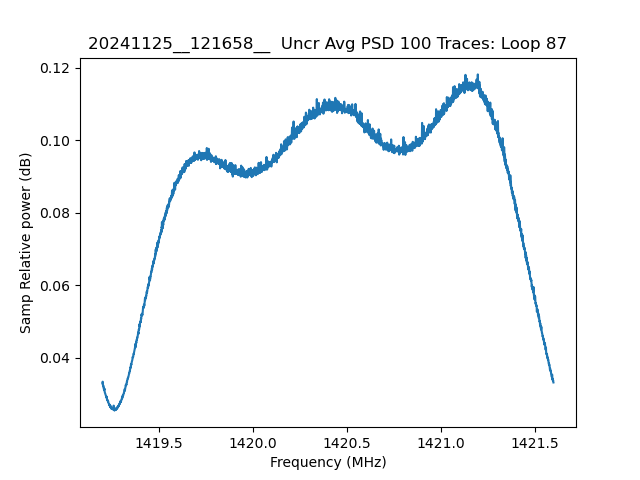 20241125__121658__  Uncr Avg PSD 100 Traces: Loop 87
0.12
0.10
0.08
0.06
0.04
Samp Relative power (dB)
1419.5 1420.0 1420.5 1421.0 1421.5
Frequency (MHz)